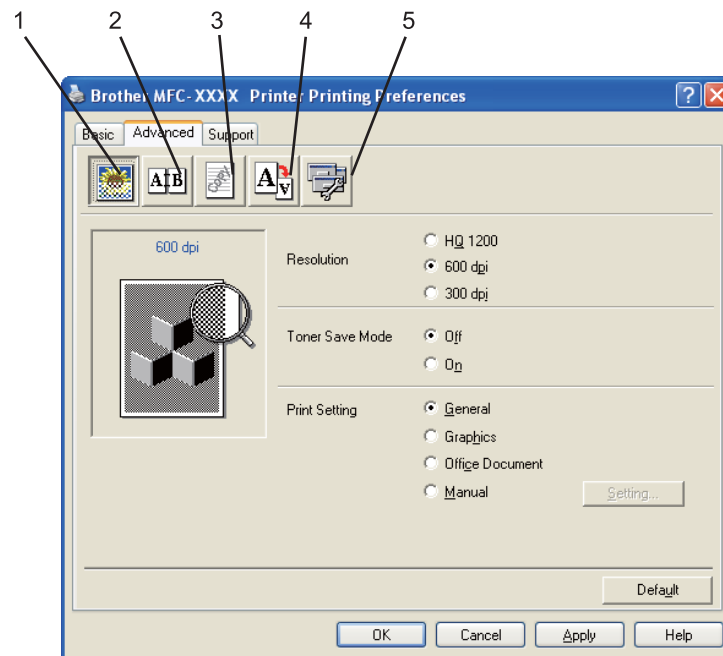 1 2 3 4 5
Brother MFC-XXXX Printer Printing Preferences
Basic Advanced Support
A B COPY A A
600 dpi
Resolution
HQ 1200
600 dpi
300 dpi
Toner Save Mode
Off
On
Print Setting
General
Graphics
Office Document
Manual
Setting...
Default
OK Cancel Apply Help